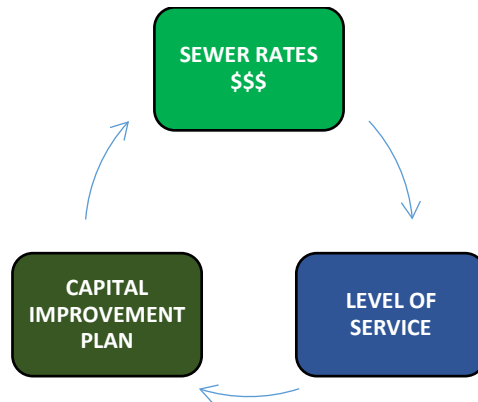 SEWER RATES
$$$
CAPITAL
IMPROVEMENT
PLAN
LEVEL OF
SERVICE